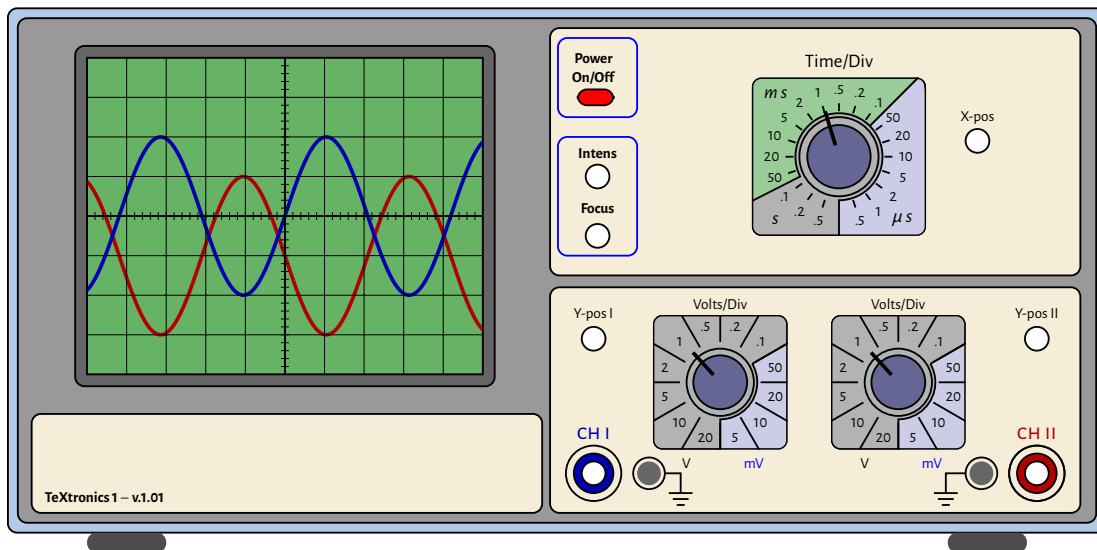 Power
On/Off
Intens
Focus
Time/Div
ms
5
10
20
50
1
.5
.2
.1
50
20
10
5
2
1
.5
μs
.1
.2
.5
s
2
X-pos
Y-pos I
Volts/Div
.5
.2
.1
1
2
5
10
20
50
20
10
5
V
mV
Volts/Div
.5
.2
.1
1
2
5
10
20
50
20
10
5
V
mV
Y-pos II
CH I
CH II
TeXtronics 1 – v.1.01